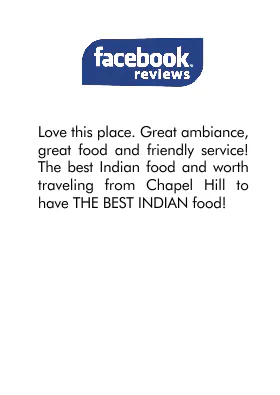 facebook.
reviews
Love this place. Great ambiance,
great food and friendly service!
The best Indian food and worth
traveling from Chapel Hill to
have THE BEST INDIAN food!